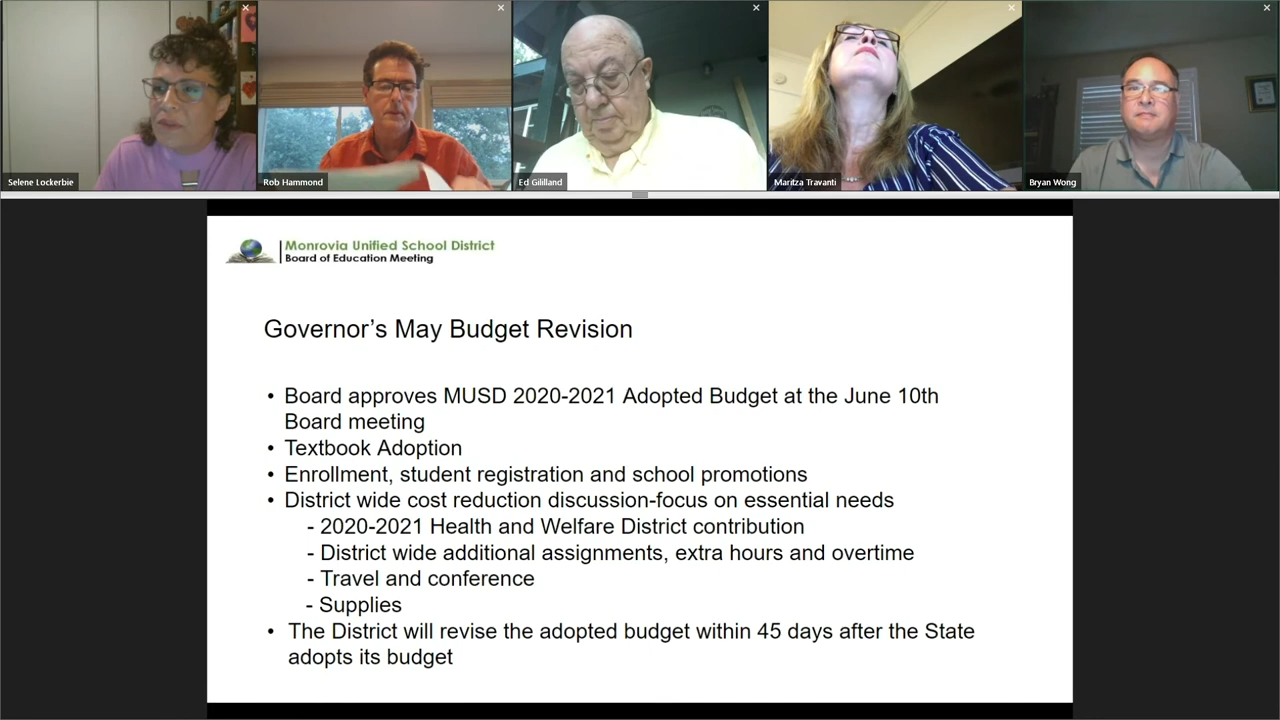 Selene Lockerbie
Rob Hammond
Ed Gililland
Maritza Travanti
Bryan Wong
Monrovia Unified School District
Board of Education Meeting
Governor’s May Budget Revision
• Board approves MUSD 2020-2021 Adopted Budget at the June 10th
Board meeting
• Textbook Adoption
• Enrollment, student registration and school promotions
• District wide cost reduction discussion-focus on essential needs
- 2020-2021 Health and Welfare District contribution
- District wide additional assignments, extra hours and overtime
- Travel and conference
- Supplies
• The District will revise the adopted budget within 45 days after the State
adopts its budget